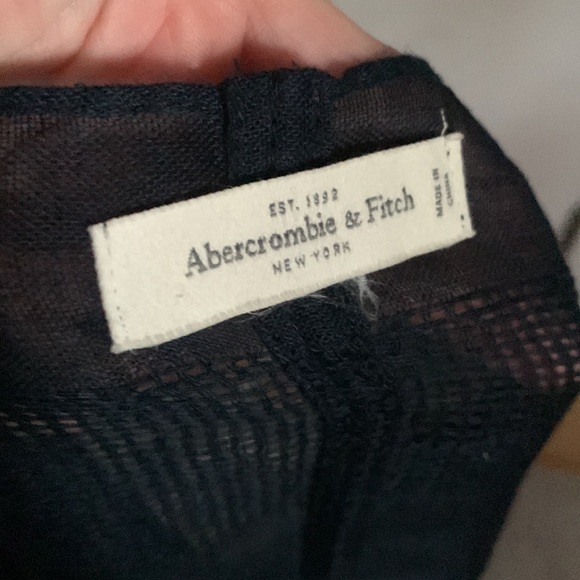 EST. 1892
Abercrombie & Fitch
NEW YORK
MADE IN
CHINA